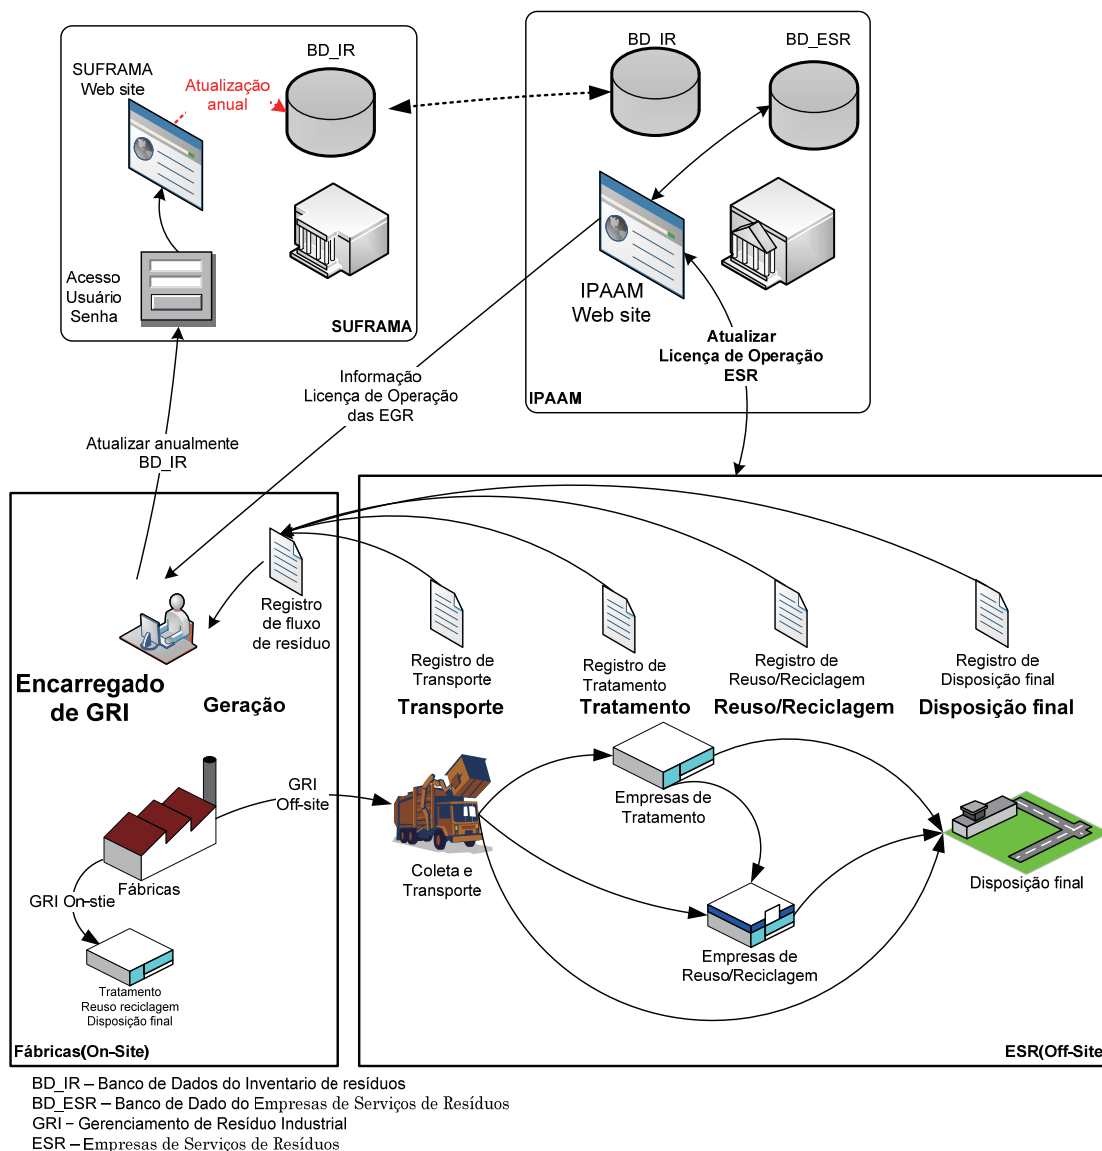 BD_IR
SUFRAMA
Web site
Atualização
anual
Acesso
Usuário
Senha
SUFRAMA
BD_IR
BD_ESR
IPAAM
Web site
Atualizar
Licença de Operação
ESR
IPAAM
Informação
Licença de Operação
das EGR
Atualizar anualmente
BD_IR
Registro
de fluxo
de resíduo
Encarregado
de GRI
Geração
Registro de
Transporte
Transporte
Registro de
Tratamento
Tratamento
Registro de
Reuso/Reciclagem
Reuso/Reciclagem
Registro de
Disposição final
Disposição final
GRI
Off-site
Fábricas
GRI On-stie
Tratamento
Reuso reciclagem
Disposição final
Fábricas(On-Site)
Coleta e
Transporte
Empresas de
Tratamento
Empresas de
Reuso/Reciclagem
Disposição final
ESR(Off-Site
BD_IR – Banco de Dados do Inventario de resíduos
BD_ESR – Banco de Dado do Empresas de Serviços de Resíduos
GRI – Gerenciamento de Resíduo Industrial
ESR – Empresas de Serviços de Resíduos